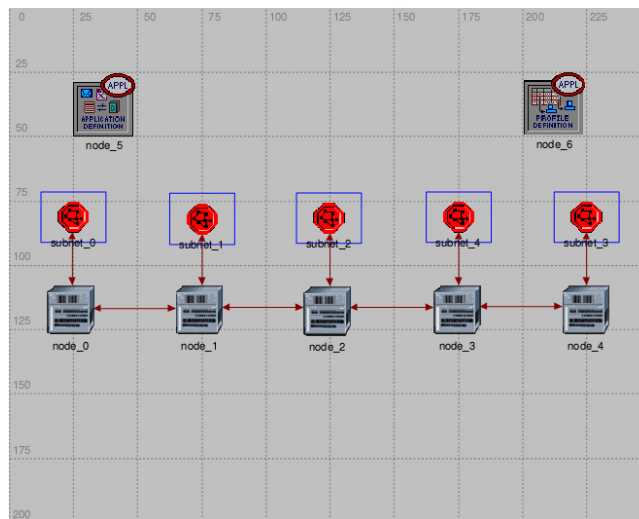 0 25 50 75 100 125 150 175 200 225
25
APPL APPL
APPLICATION
DEFINITION
PROFILE
DEFINITION
50
node_5 node_6
75
subnet_0 subnet_1 subnet_2 subnet_4 subnet_3
100
125
node_0 node_1 node_2 node_3 node_4
150
175
200